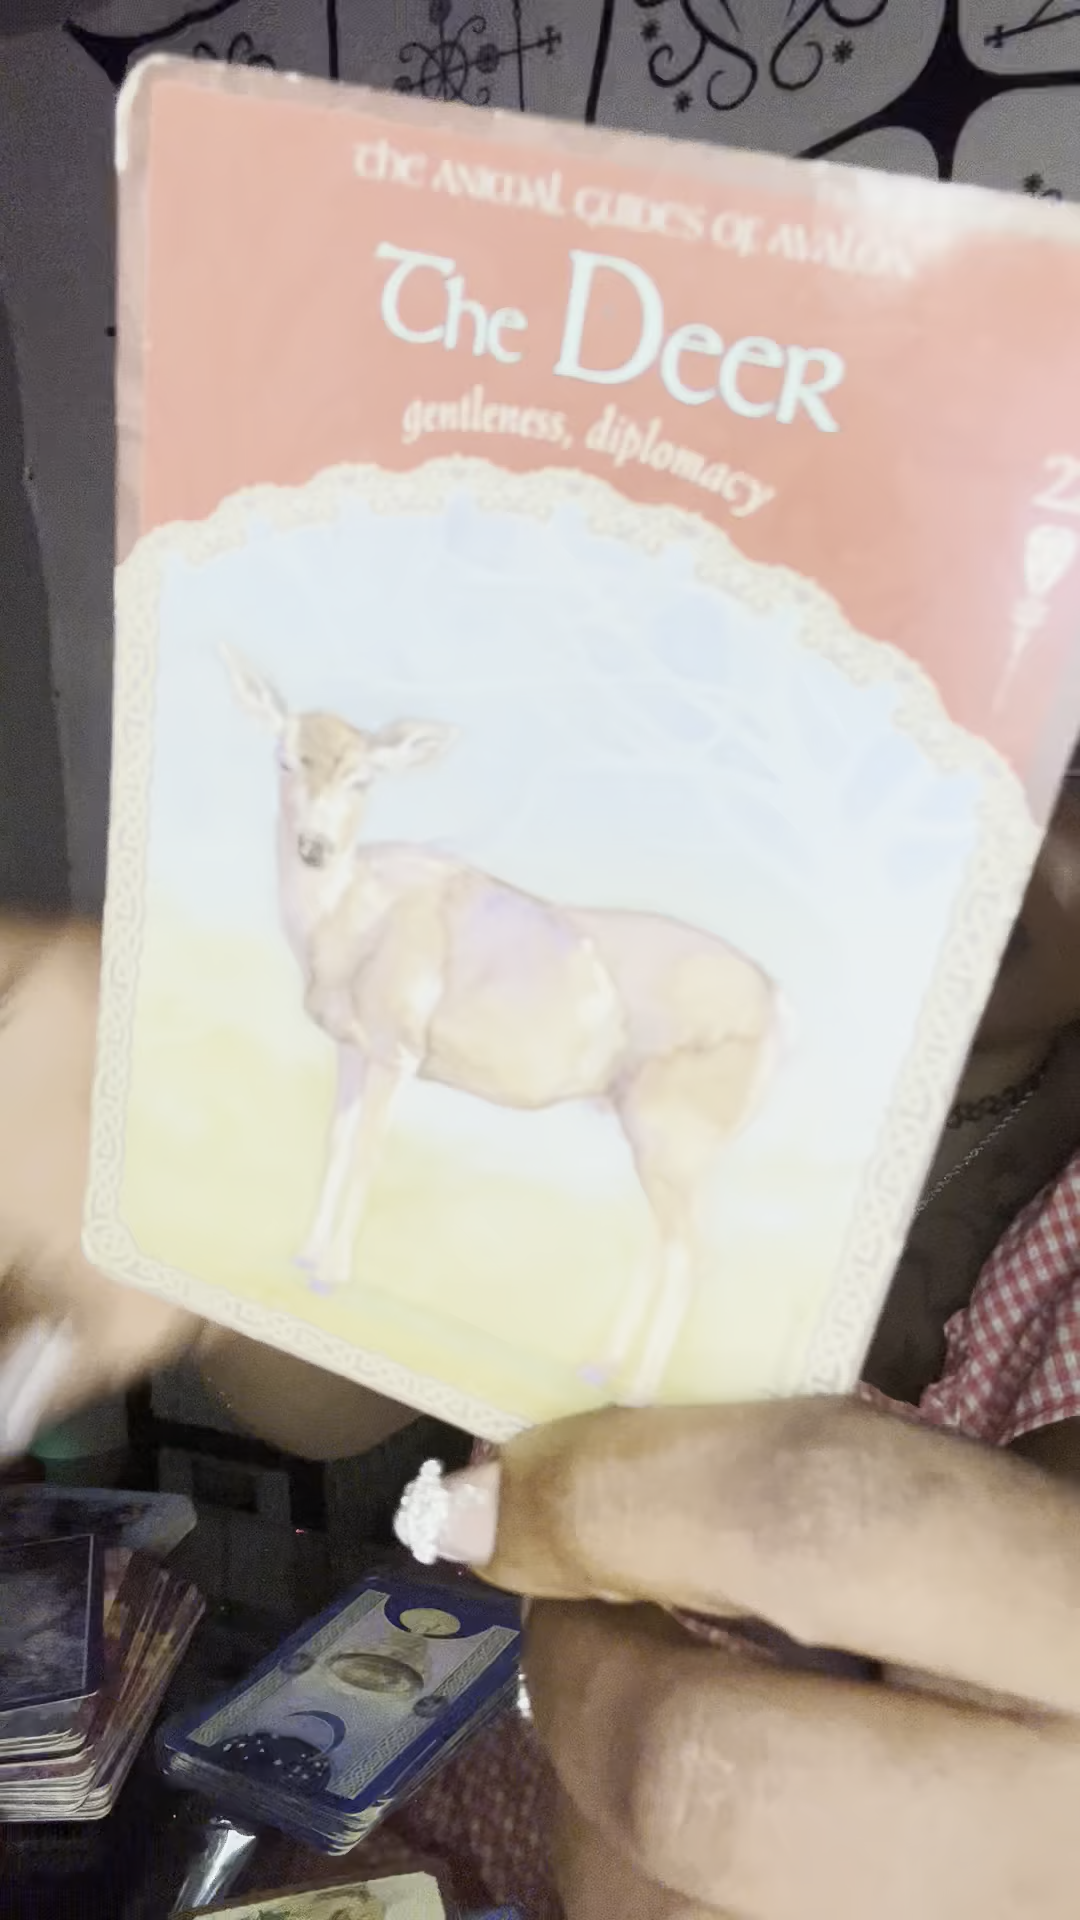 the ANIMAL GUIDES OF AVALON
The DEER
gentleness, diplomacy